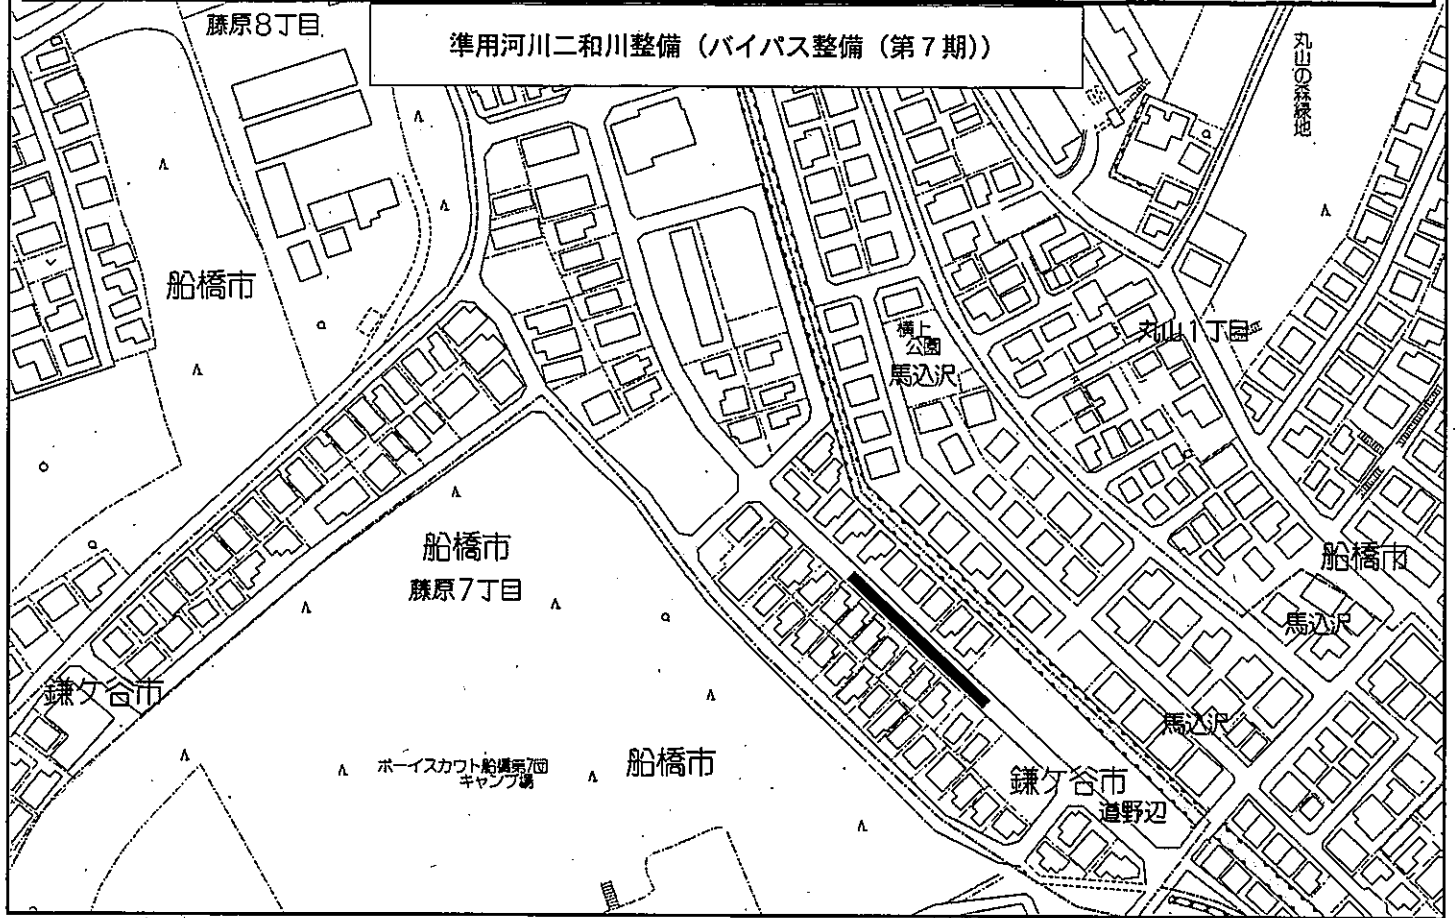 藤原8丁目
準用河川二和川整備（バイパス整備（第７期））
丸山の森緑地
船橋市
横上
公園
馬込沢
丸山1丁目
船橋市
藤原7丁目
船橋市
馬込沢
鎌ケ谷市
馬込沢
ボーイスカウト船橋第7団
キャンプ場
船橋市
鎌ケ谷市
道野辺